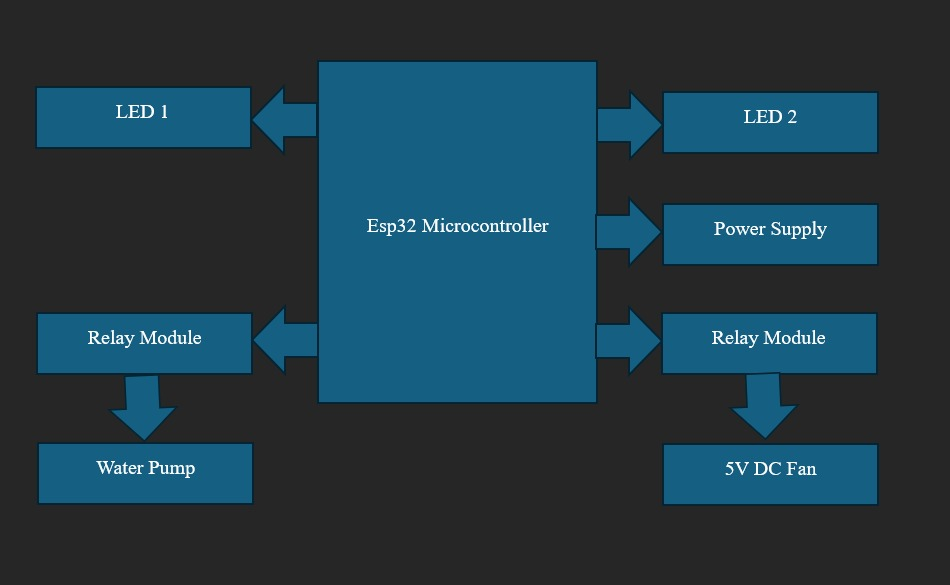 LED 1
LED 2
Esp32 Microcontroller
Power Supply
Relay Module
Relay Module
Water Pump
5V DC Fan